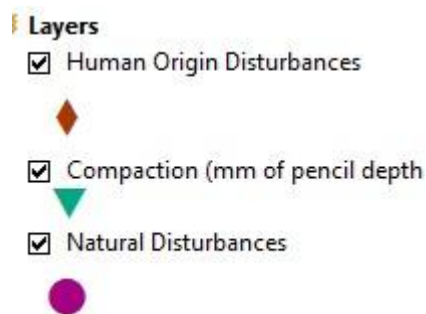 Layers
Human Origin Disturbances
Compaction (mm of pencil depth
Natural Disturbances